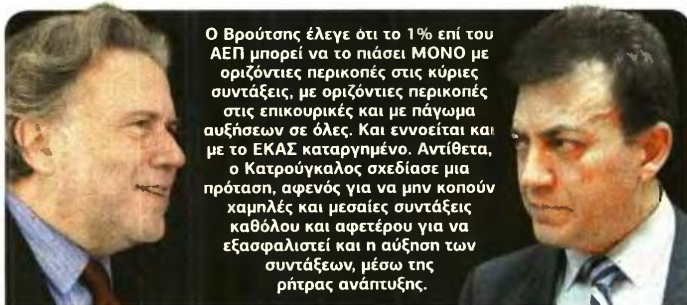 Ο Βρούτσης έλεγε ότι το 1% επί του
ΑΕΠ μπορεί να το πιάσει ΜΟΝΟ με
οριζόντιες περικοπές στις κύριες
συντάξεις, με οριζόντιες περικοπές
στις επικουρικές και με πάγωμα
αυξήσεων σε όλες. Και εννοείται και
με το ΕΚΑΣ καταργημένο. Αντίθετα,
ο Κατρούγκαλος σχεδίασε μια
πρόταση, αφενός για να μην κοπούν
χαμηλές και μεσαίες συντάξεις
καθόλου και αφετέρου για να
εξασφαλιστεί και η αύξηση των
συντάξεων, μέσω της
ρήτρας ανάπτυξης.